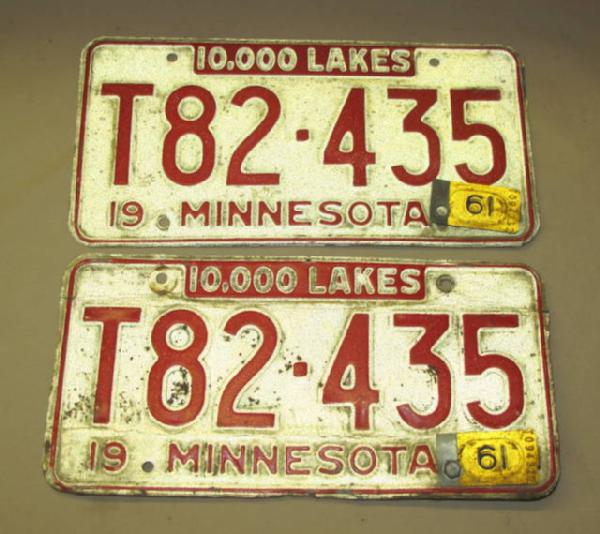 10,000 LAKES
T82·435
19 MINNESOTA 61
10,000 LAKES
T82·435
19 MINNESOTA 61